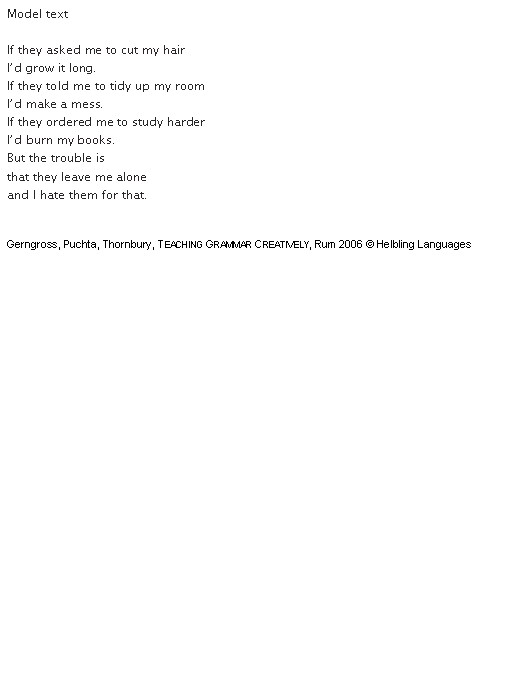 Model text
If they asked me to cut my hair
I'd grow it long.
If they told me to tidy up my room
I'd make a mess.
If they ordered me to study harder
I'd burn my books.
But the trouble is
that they leave me alone
and I hate them for that.
Gerngross, Puchta, Thornbury, TEACHING GRAMMAR CREATIVELY, Rum 2006 © Helbling Languages